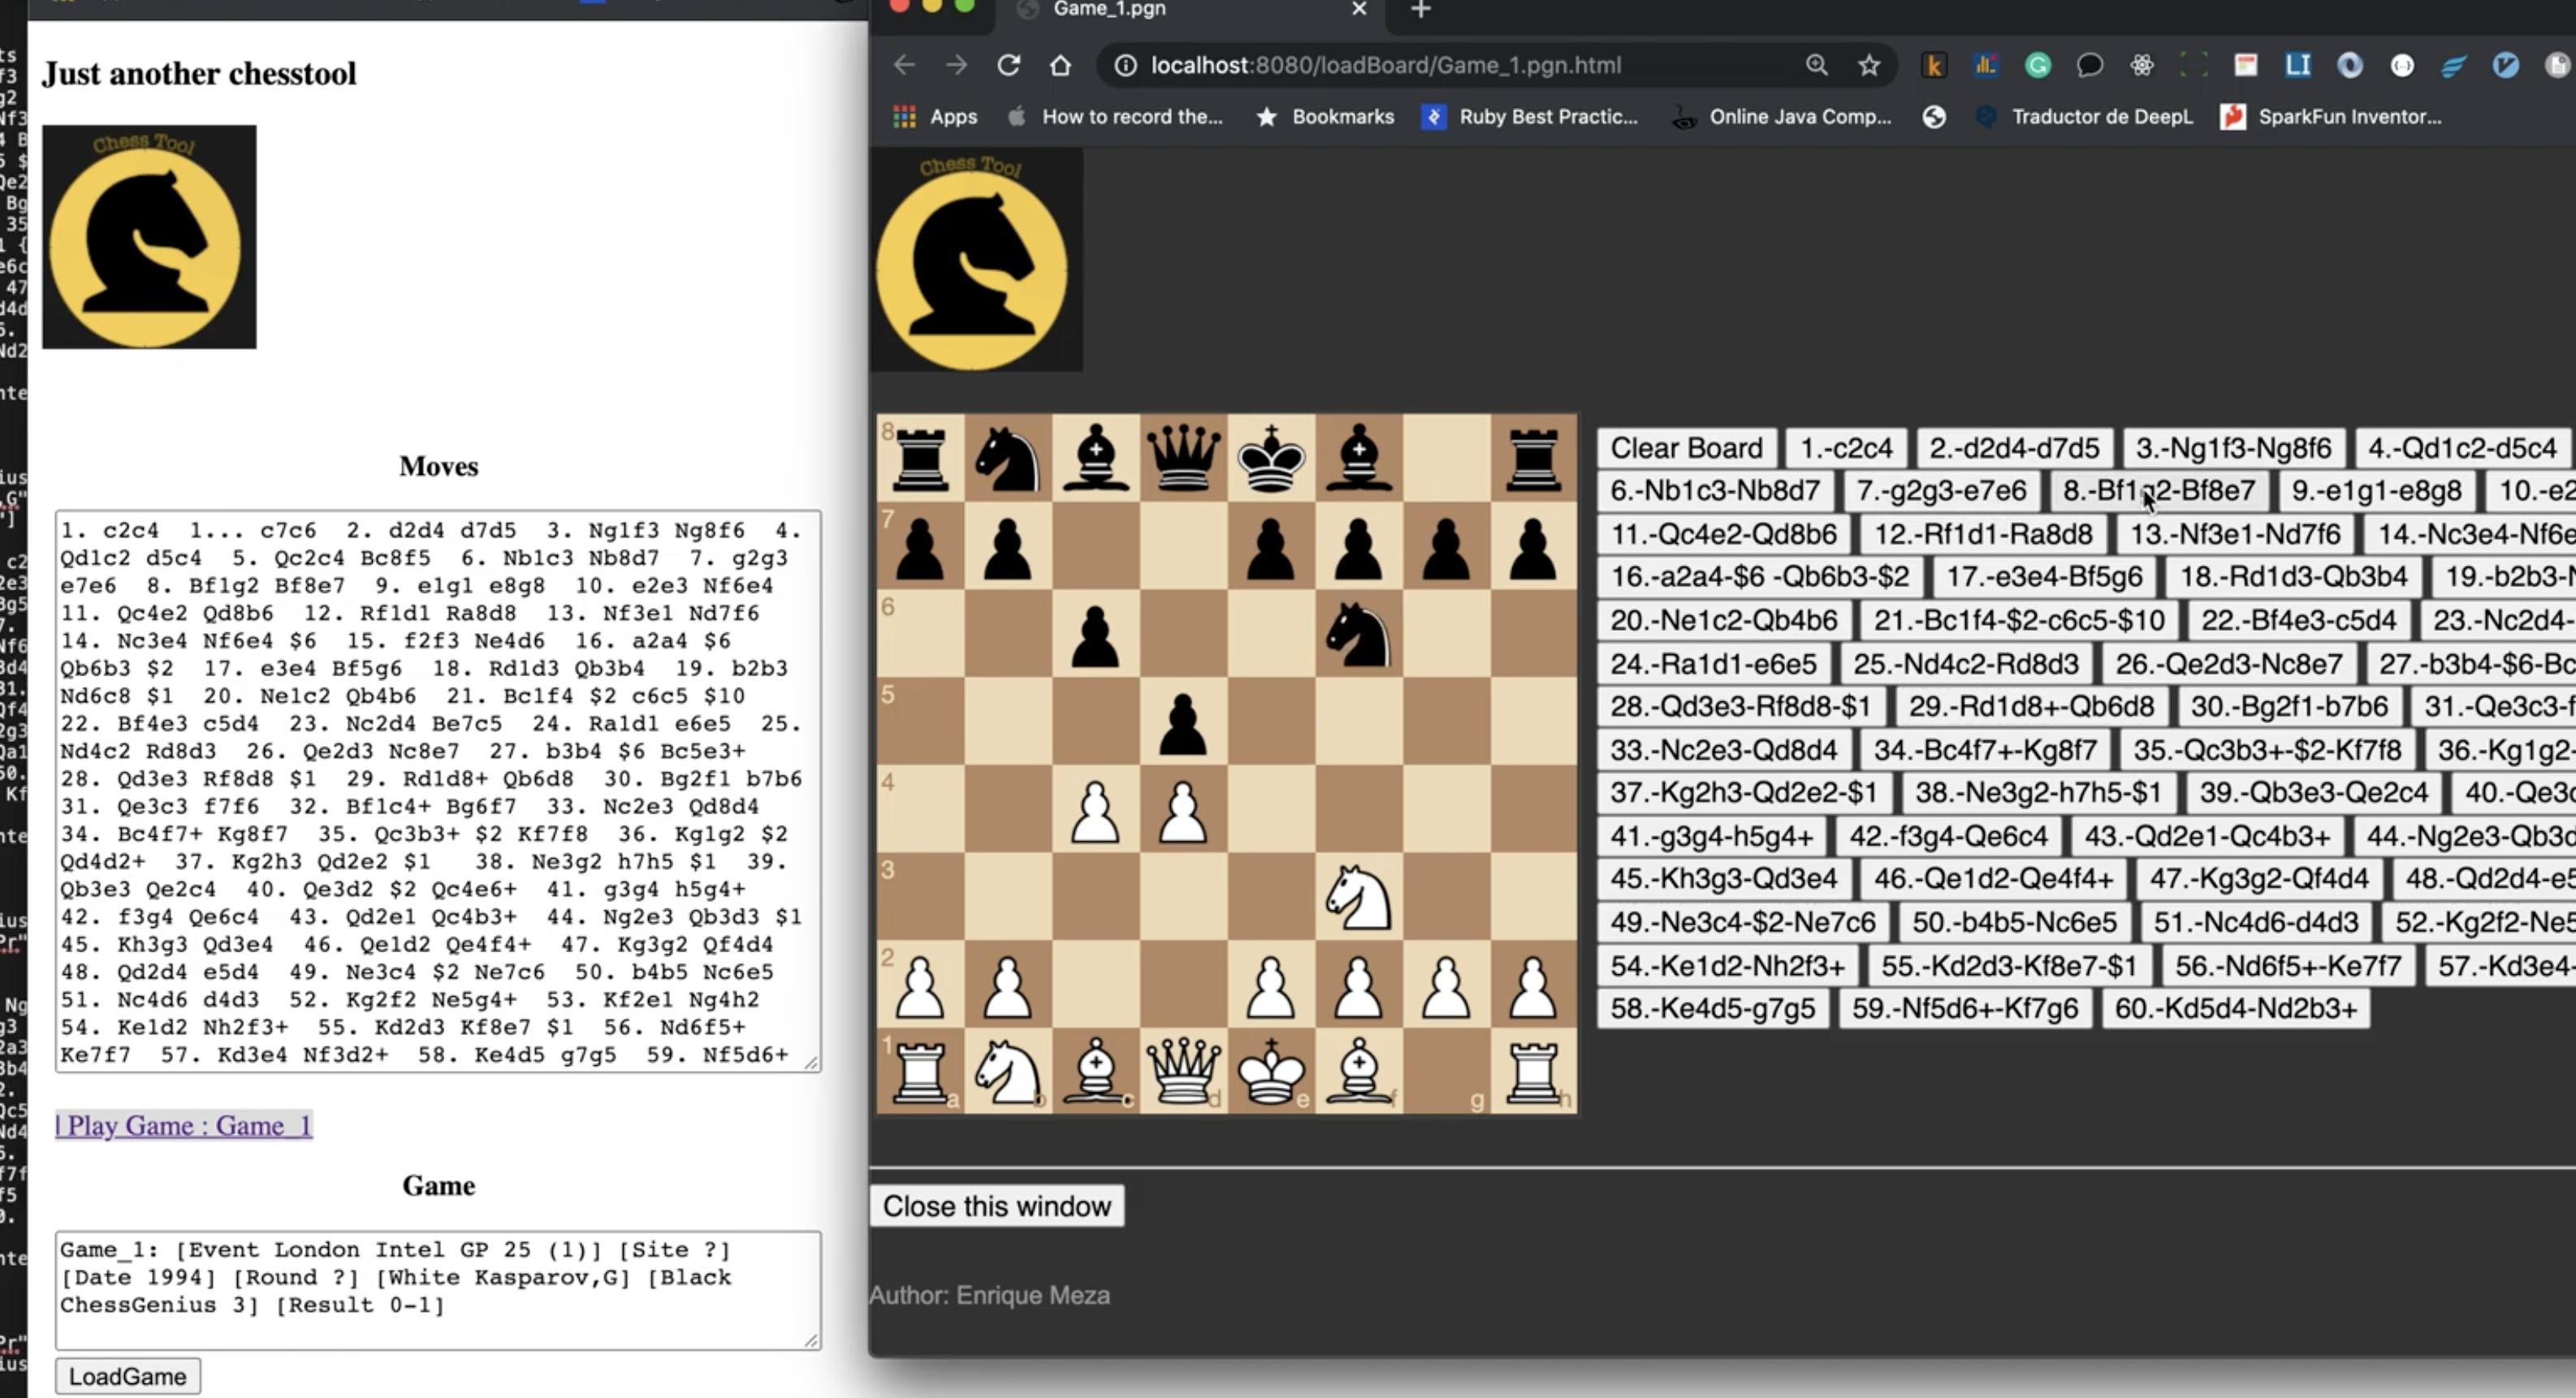 Just another chesstool
Chess Tool
Moves
1. c2c4 1... c7c6 2. d2d4 d7d5 3. Ng1f3 Ng8f6 4.
Qd1c2 d5c4 5. Qc2c4 Bc8f5 6. Nb1c3 Nb8d7 7. g2g3
e7e6 8. Bf1g2 Bf8e7 9. e1g1 e8g8 10. e2e3 Nf6e4
11. Qc4e2 Qd8b6 12. Rf1d1 Ra8d8 13. Nf3e1 Nd7f6
14. Nc3e4 Nf6e4 $6 15. f2f3 Ne4d6 16. a2a4 $6
Qb6b3 $2 17. e3e4 Bf5g6 18. Rd1d3 Qb3b4 19. b2b3
Nd6c8 $1 20. Ne1c2 Qb4b6 21. Bc1f4 $2 c6c5 $10
22. Bf4e3 c5d4 23. Nc2d4 Be7c5 24. Ra1d1 e6e5 25.
Nd4c2 Rd8d3 26. Qe2d3 Nc8e7 27. b3b4 $6 Bc5e3+
28. Qd3e3 Rf8d8 $1 29. Rd1d8+ Qb6d8 30. Bg2f1 b7b6
31. Qe3c3 f7f6 32. Bf1c4+ Bg6f7 33. Nc2e3 Qd8d4
34. Bc4f7+ Kg8f7 35. Qc3b3+ $2 Kf7f8 36. Kg1g2 $2
Qd4d2+ 37. Kg2h3 Qd2e2 $1 38. Ne3g2 h7h5 $1 39.
Qb3e3 Qe2c4 40. Qe3d2 $2 Qc4e6+ 41. g3g4 h5g4+
42. f3g4 Qe6c4 43. Qd2e1 Qc4b3+ 44. Ng2e3 Qb3d3 $1
45. Kh3g3 Qd3e4 46. Qe1d2 Qe4f4+ 47. Kg3g2 Qf4d4
48. Qd2d4 e5d4 49. Ne3c4 $2 Ne7c6 50. b4b5 Nc6e5
51. Nc4d6 d4d3 52. Kg2f2 Ne5g4+ 53. Kf2e1 Ng4h2
54. Ke1d2 Nh2f3+ 55. Kd2d3 Kf8e7 $1 56. Nd6f5+
Ke7f7 57. Kd3e4 Nf3d2+ 58. Ke4d5 g7g5 59. Nf5d6+
| Play Game : Game_1
Game
Game_1: [Event London Intel GP 25 (1)] [Site ?]
[Date 1994] [Round ?] [White Kasparov,G] [Black
ChessGenius 3] [Result 0-1]
LoadGame
Game_1.pgn
localhost:8080/loadBoard/Game_1.pgn.html
LI
Apps How to record the... Bookmarks Ruby Best Practic... Online Java Comp... Traductor de DeepL SparkFun Inventor...
Chess Tool
8
7
6
5
4
3
2
1
a b c d e f g h
Clear Board 1.-c2c4 2.-d2d4-d7d5 3.-Ng1f3-Ng8f6 4.-Qd1c2-d5c4
6.-Nb1c3-Nb8d7 7.-g2g3-e7e6 8.-Bf1g2-Bf8e7 9.-e1g1-e8g8 10.-e2
11.-Qc4e2-Qd8b6 12.-Rf1d1-Ra8d8 13.-Nf3e1-Nd7f6 14.-Nc3e4-Nf6e
16.-a2a4-$6 -Qb6b3-$2 17.-e3e4-Bf5g6 18.-Rd1d3-Qb3b4 19.-b2b3-N
20.-Ne1c2-Qb4b6 21.-Bc1f4-$2-c6c5-$10 22.-Bf4e3-c5d4 23.-Nc2d4-
24.-Ra1d1-e6e5 25.-Nd4c2-Rd8d3 26.-Qe2d3-Nc8e7 27.-b3b4-$6-Bc
28.-Qd3e3-Rf8d8-$1 29.-Rd1d8+-Qb6d8 30.-Bg2f1-b7b6 31.-Qe3c3-f
33.-Nc2e3-Qd8d4 34.-Bc4f7+-Kg8f7 35.-Qc3b3+-$2-Kf7f8 36.-Kg1g2-
37.-Kg2h3-Qd2e2-$1 38.-Ne3g2-h7h5-$1 39.-Qb3e3-Qe2c4 40.-Qe3d
41.-g3g4-h5g4+ 42.-f3g4-Qe6c4 43.-Qd2e1-Qc4b3+ 44.-Ng2e3-Qb3d
45.-Kh3g3-Qd3e4 46.-Qe1d2-Qe4f4+ 47.-Kg3g2-Qf4d4 48.-Qd2d4-e5
49.-Ne3c4-$2-Ne7c6 50.-b4b5-Nc6e5 51.-Nc4d6-d4d3 52.-Kg2f2-Ne5
54.-Ke1d2-Nh2f3+ 55.-Kd2d3-Kf8e7-$1 56.-Nd6f5+-Ke7f7 57.-Kd3e4-
58.-Ke4d5-g7g5 59.-Nf5d6+-Kf7g6 60.-Kd5d4-Nd2b3+
Close this window
Author: Enrique Meza